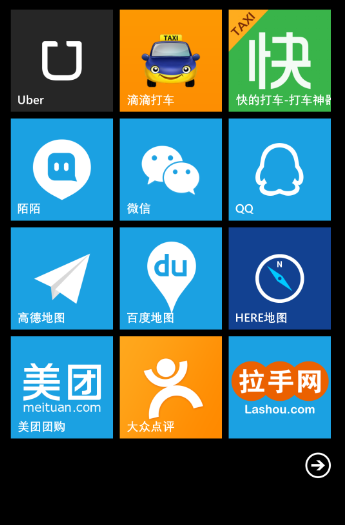 Uber
TAXI
滴滴打车
TAXI
快
快的打车-打车神器
陌陌
微信
QQ
高德地图
du
百度地图
N
HERE地图
美团
meituan.com
美团团购
大众点评
拉手网
Lashou.com